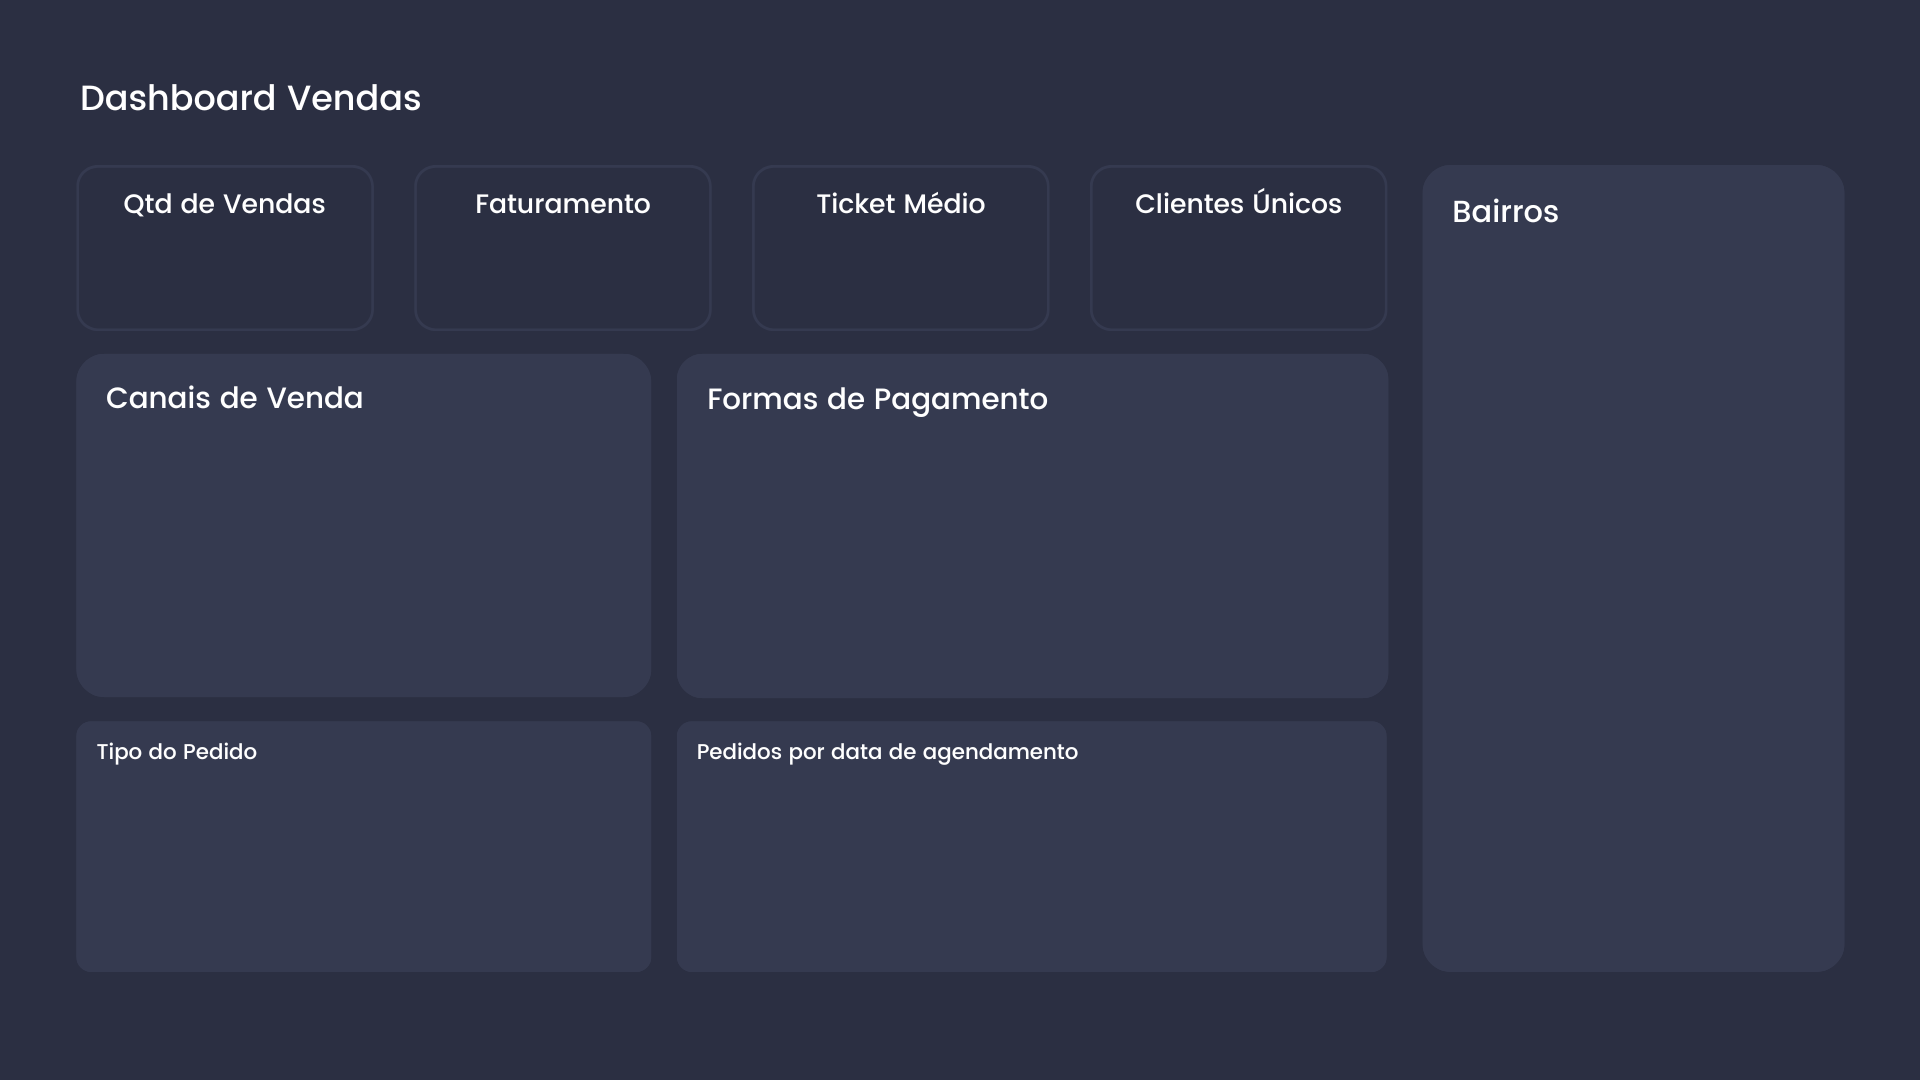 Dashboard Vendas
Qtd de Vendas
Faturamento
Ticket Médio
Clientes Únicos
Bairros
Canais de Venda
Formas de Pagamento
Tipo do Pedido
Pedidos por data de agendamento